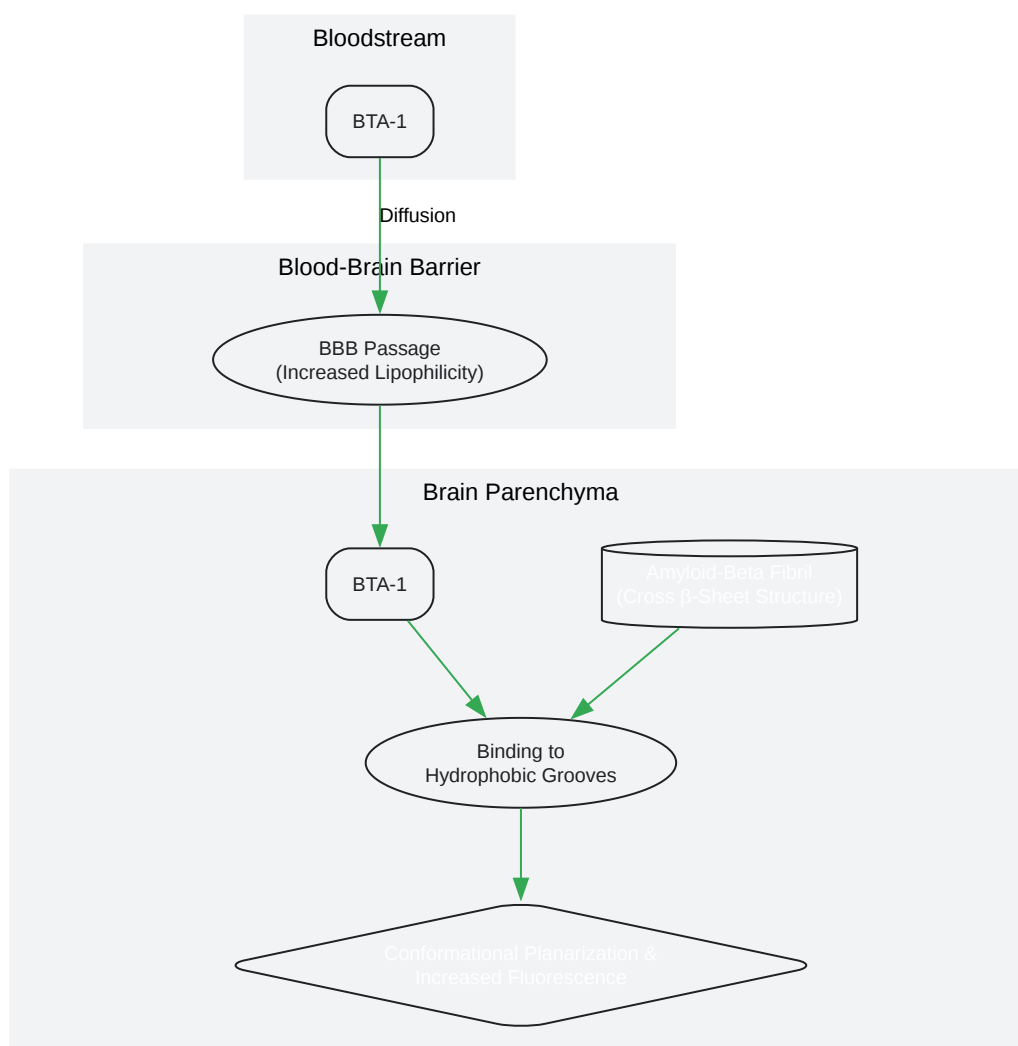 Bloodstream
BTA-1
Diffusion
Blood-Brain Barrier
BBB Passage
(Increased Lipophilicity)
Brain Parenchyma
BTA-1
Amyloid-Beta Fibril
(Cross β-Sheet Structure)
Binding to
Hydrophobic Grooves
Conformational Planarization &
Increased Fluorescence